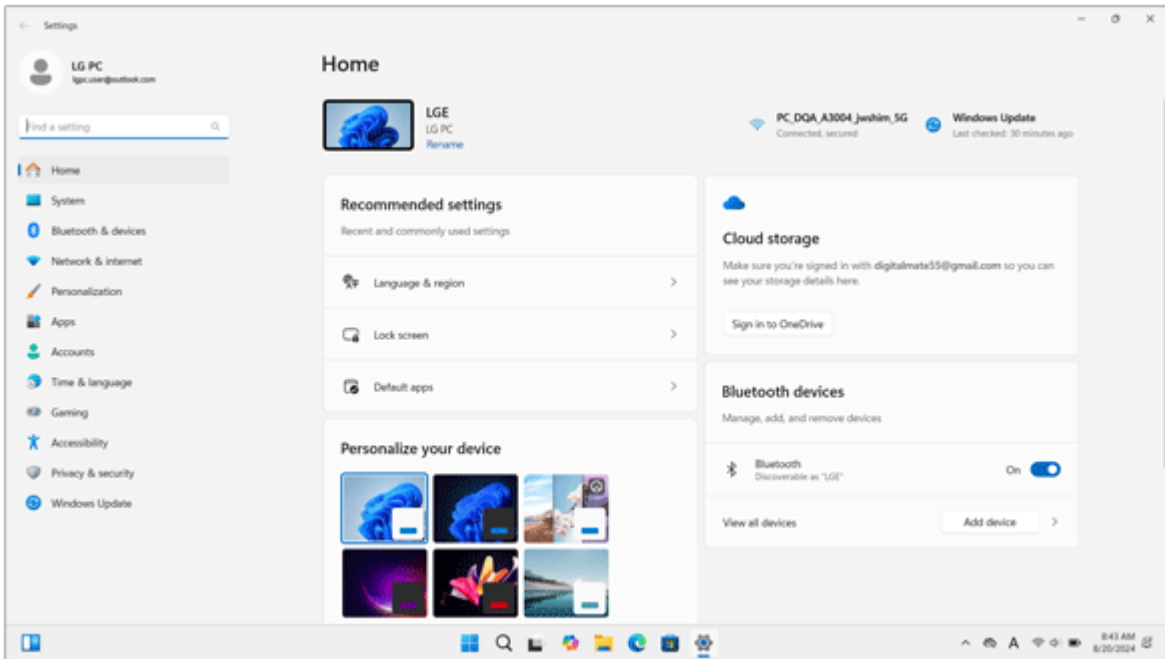 Settings
LG PC
lgpc.user@outlook.com
Find a setting
Home
System
Bluetooth & devices
Network & internet
Personalization
Apps
Accounts
Time & language
Gaming
Accessibility
Privacy & security
Windows Update
Home
LGE
LG PC
Rename
PC_DQA_A3004_jwshim_5G
Connected, secured
Windows Update
Last checked: 30 minutes ago
Recommended settings
Recent and commonly used settings
Language & region
Lock screen
Default apps
Personalize your device
Cloud storage
Make sure you're signed in with digitalmate55@gmail.com so you can
see your storage details here.
Sign in to OneDrive
Bluetooth devices
Manage, add, and remove devices
Bluetooth
Discoverable as "LGE"
On
View all devices
Add device
A
8:43 AM
8/20/2024